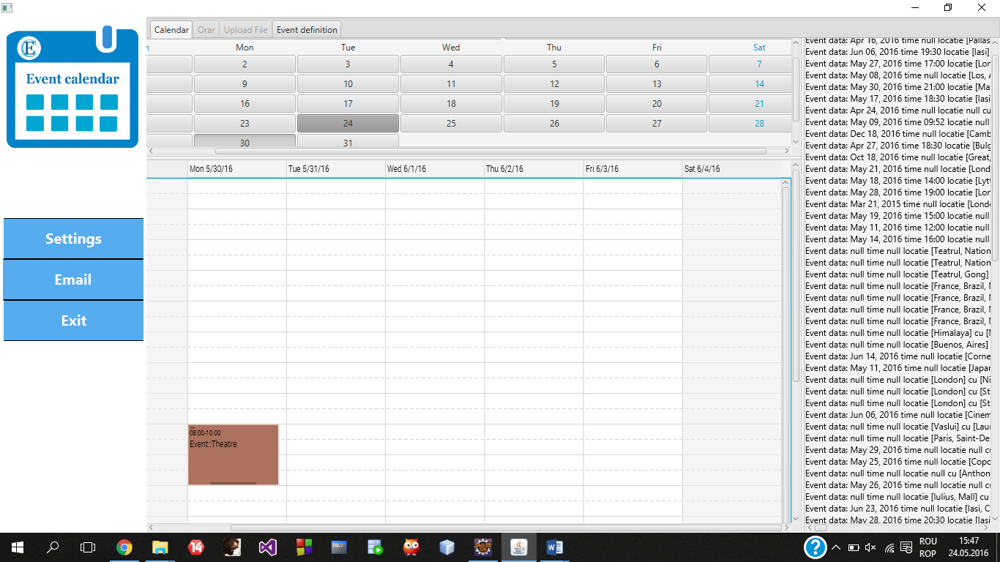 E
Event calendar
Settings
Email
Exit
Calendar Orar Upload File Event definition
Mon Tue Wed Thu Fri Sat
2 3 4 5 6 7
9 10 11 12 13 14
16 17 18 19 20 21
23 24 25 26 27 28
30 31
Mon 5/30/16 Tue 5/31/16 Wed 6/1/16 Thu 6/2/16 Fri 6/3/16 Sat 6/4/16
08:00-10:00
Event::Theatre
Event data: Apr 16, 2016 time null locatie [Pallas
Event data: Jun 06, 2016 time 19:30 locatie [Iasi]
Event data: May 27, 2016 time 17:00 locatie [Lon
Event data: May 08, 2016 time null locatie [Los, A
Event data: May 30, 2016 time 21:00 locatie [Ma
Event data: May 17, 2016 time 18:30 locatie [Iasi
Event data: Apr 24, 2016 time null locatie null cu
Event data: May 09, 2016 time 09:52 locatie null
Event data: Dec 18, 2016 time null locatie [Camb
Event data: Apr 27, 2016 time 18:30 locatie [Bulg
Event data: Oct 18, 2016 time null locatie [Great,
Event data: May 21, 2016 time null locatie [Lond
Event data: May 18, 2016 time 14:00 locatie [Lytt
Event data: May 28, 2016 time 19:00 locatie [Lon
Event data: Mar 21, 2015 time null locatie [Londo
Event data: May 19, 2016 time 15:00 locatie null
Event data: May 11, 2016 time 12:00 locatie null
Event data: May 14, 2016 time 16:00 locatie null
Event data: null time null locatie [Teatrul, Nation
Event data: null time null locatie [Teatrul, Nation
Event data: null time null locatie [Teatrul, Gong]
Event data: null time null locatie [France, Brazil,
Event data: null time null locatie [France, Brazil,
Event data: null time null locatie [France, Brazil,
Event data: null time null locatie [France, Brazil,
Event data: null time null locatie [Himalaya] cu
Event data: null time null locatie [Buenos, Aires]
Event data: Jun 14, 2016 time null locatie [Corne
Event data: May 11, 2016 time null locatie [Japan
Event data: null time null locatie [London] cu [Ni
Event data: null time null locatie [London] cu [St
Event data: null time null locatie [London] cu [St
Event data: Jun 06, 2016 time null locatie [Cinem
Event data: null time null locatie [Vaslui] cu [Lau
Event data: null time null locatie [Paris, Saint-De
Event data: May 29, 2016 time null locatie null cu
Event data: May 25, 2016 time null locatie [Copo
Event data: null time null locatie null cu [Anthon
Event data: May 26, 2016 time null locatie null cu
Event data: null time null locatie [Iulius, Mall] cu
Event data: Jun 23, 2016 time null locatie [Iasi, C
Event data: May 28, 2016 time 20:30 locatie [Iasi
14
SQL
?
ROU
ROP
15:47
24.05.2016